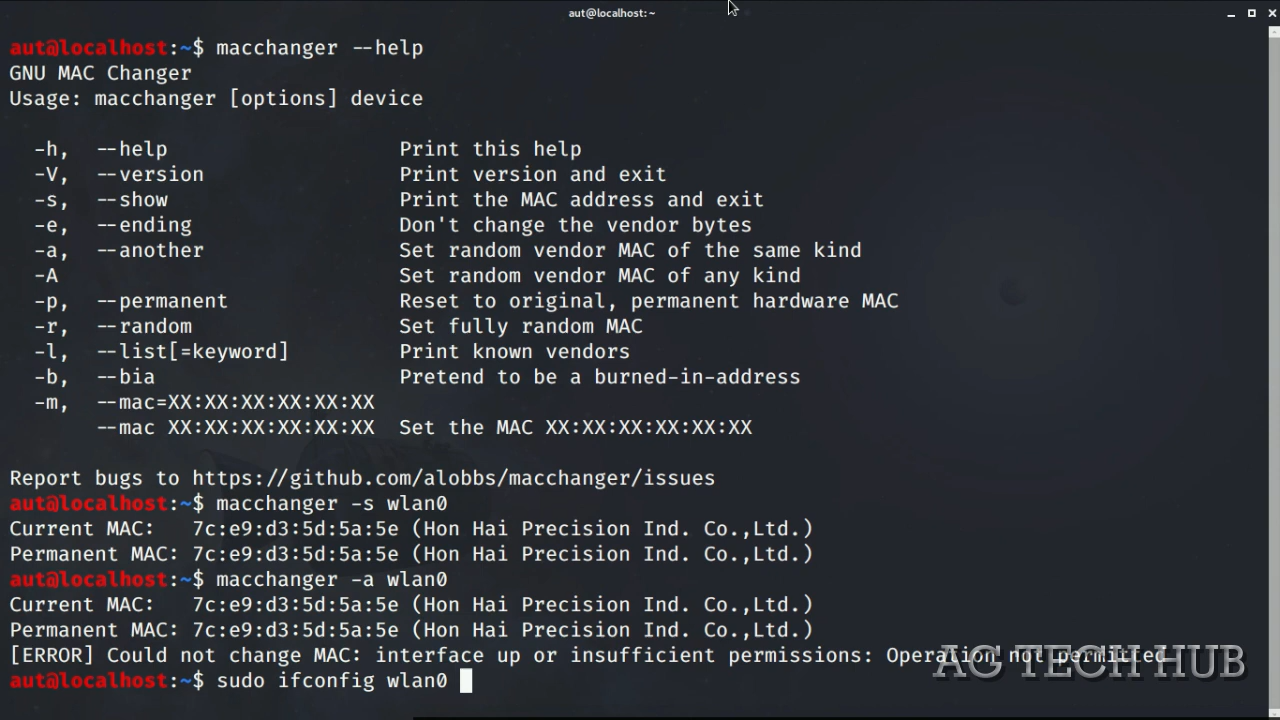 aut@localhost:~
aut@localhost:~$ macchanger --help
GNU MAC Changer
Usage: macchanger [options] device
-h, --help Print this help
-V, --version Print version and exit
-s, --show Print the MAC address and exit
-e, --ending Don't change the vendor bytes
-a, --another Set random vendor MAC of the same kind
-A Set random vendor MAC of any kind
-p, --permanent Reset to original, permanent hardware MAC
-r, --random Set fully random MAC
-l, --list[=keyword] Print known vendors
-b, --bia Pretend to be a burned-in-address
-m, --mac=XX:XX:XX:XX:XX:XX
--mac XX:XX:XX:XX:XX:XX Set the MAC XX:XX:XX:XX:XX:XX
Report bugs to https://github.com/alobbs/macchanger/issues
aut@localhost:~$ macchanger -s wlan0
Current MAC: 7c:e9:d3:5d:5a:5e (Hon Hai Precision Ind. Co.,Ltd.)
Permanent MAC: 7c:e9:d3:5d:5a:5e (Hon Hai Precision Ind. Co.,Ltd.)
aut@localhost:~$ macchanger -a wlan0
Current MAC: 7c:e9:d3:5d:5a:5e (Hon Hai Precision Ind. Co.,Ltd.)
Permanent MAC: 7c:e9:d3:5d:5a:5e (Hon Hai Precision Ind. Co.,Ltd.)
[ERROR] Could not change MAC: interface up or insufficient permissions: Operation not permitted
aut@localhost:~$ sudo ifconfig wlan0
AG TECH HUB